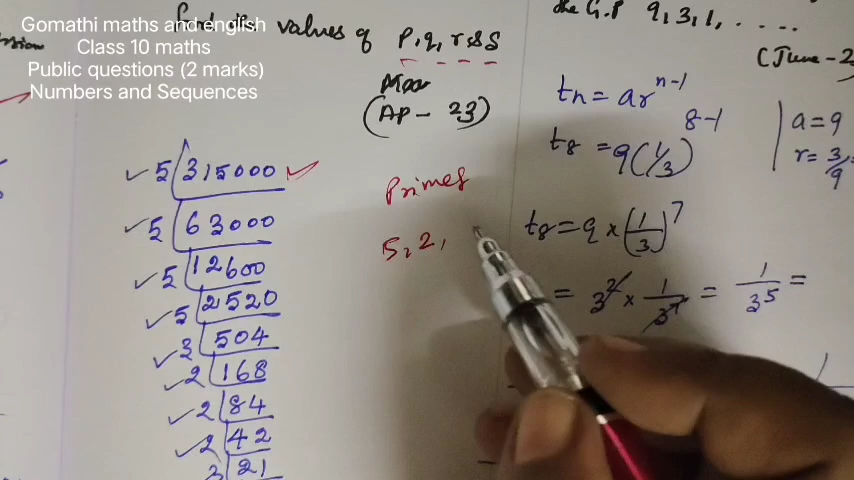 Gomathi maths and english
Class 10 maths
Public questions (2 marks)
Numbers and Sequences
values of P, q, r & S
(AP - 23)
5 315000
5 63000
5 12600
5 2520
3 504
2 168
2 84
2 42
3 21
Primes
5, 2,
the G.P 9, 3, 1, .....
(June - 2
tn = ar^n-1
t8 = 9(1/3)^8-1
a = 9
r = 3/9
t8 = 9 × (1/3)^7
= 3^2 × 1/3^7 = 1/3^5 =